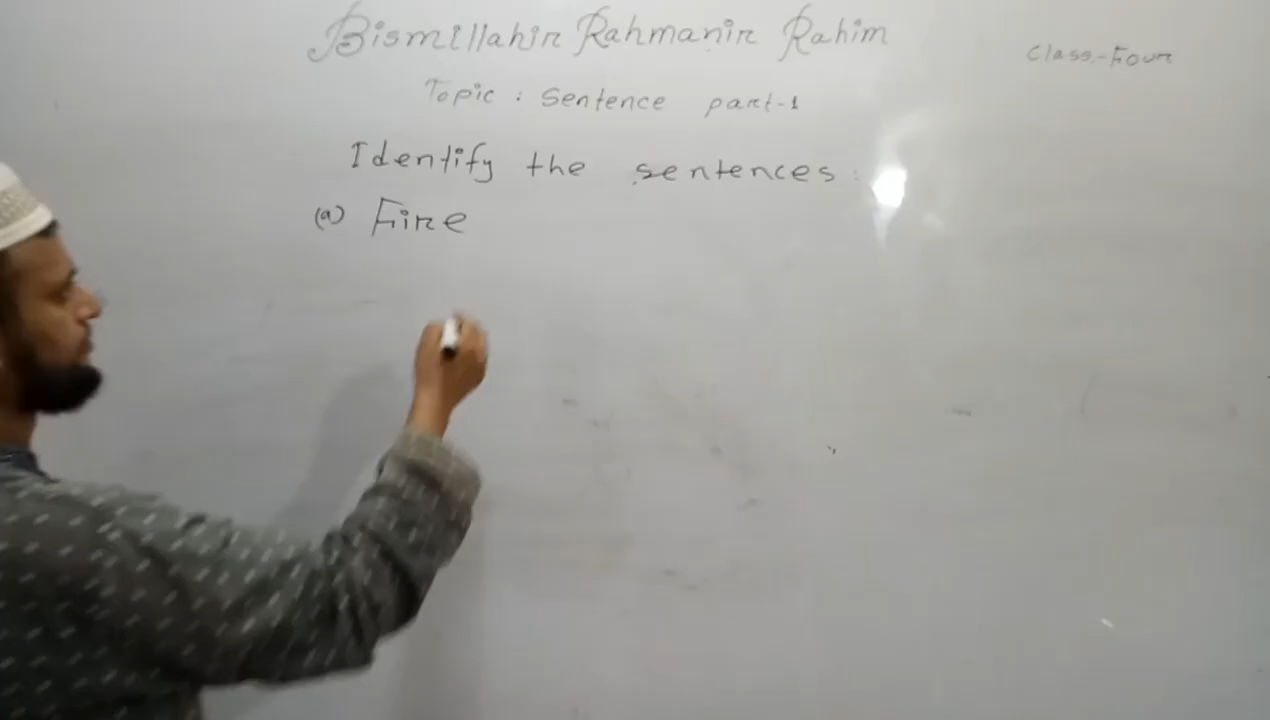 Bismillahir Rahmanir Rahim
Class-Four
Topic : Sentence part-1
Identify the sentences :
(a) Fire